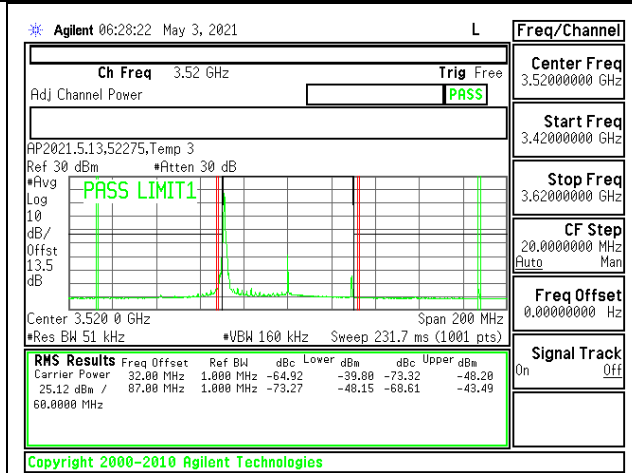 Agilent 06:28:22 May 3, 2021 L
Freq/Channel
Ch Freq 3.52 GHz Trig Free
Adj Channel Power PASS
Center Freq
3.52000000 GHz
Start Freq
3.42000000 GHz
AP2021.5.13,52275,Temp 3
Ref 30 dBm #Atten 30 dB
#Avg
Log
10
dB/
Offst
13.5
dB
PASS LIMIT1
Stop Freq
3.62000000 GHz
CF Step
20.0000000 MHz
Auto Man
Freq Offset
0.00000000 Hz
Center 3.520 0 GHz Span 200 MHz
#Res BW 51 kHz #VBW 160 kHz Sweep 231.7 ms (1001 pts)
Signal Track
On Off
RMS Results Freq Offset Ref BW dBc Lower dBm dBc Upper dBm
Carrier Power 32.00 MHz 1.000 MHz -64.92 -39.80 -73.32 -48.20
25.12 dBm / 87.00 MHz 1.000 MHz -73.27 -48.15 -68.61 -43.49
60.0000 MHz
Copyright 2000-2010 Agilent Technologies